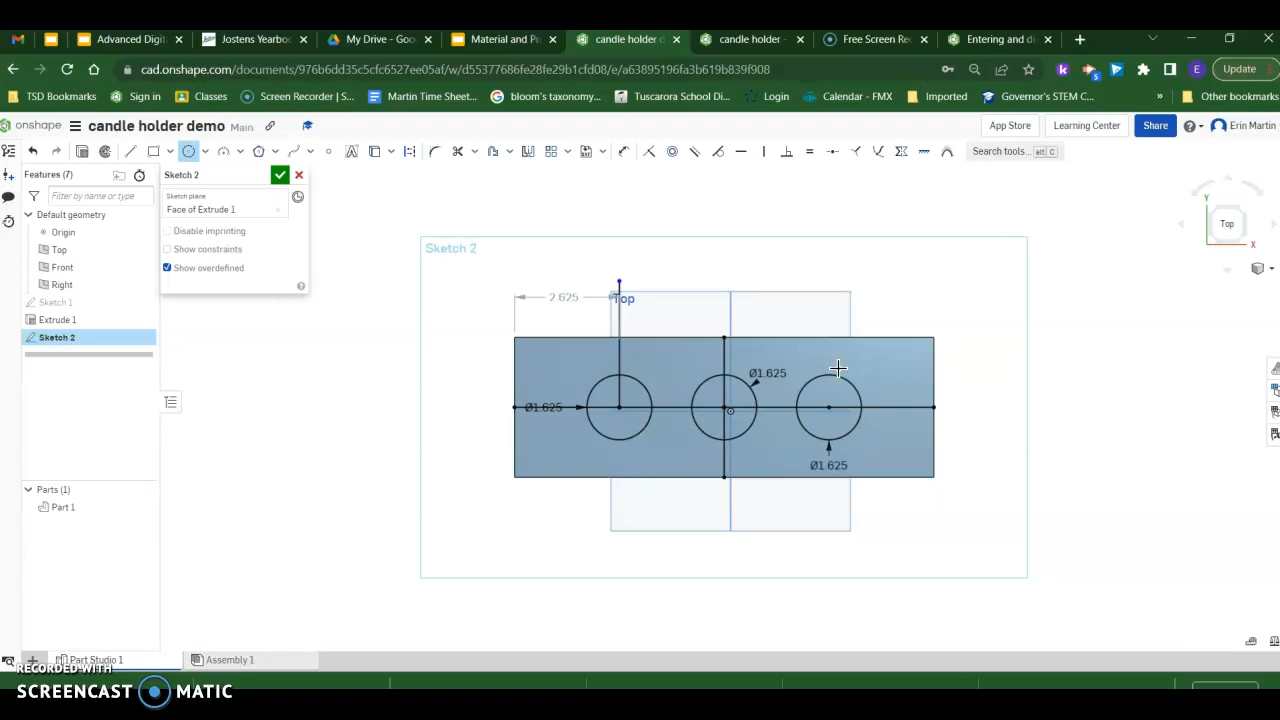 Advanced Digit
Jostens Yearboo
My Drive - Goo
Material and Pr
candle holder d
candle holder -
Free Screen Rec
Entering and di
cad.onshape.com/documents/976b6dd35c5cfc6527ee05af/w/d55377686fe28fe29b1cfd08/e/a63895196fa3b619b839f908
E
Update
TSD Bookmarks
Sign in
Classes
Screen Recorder | S...
Martin Time Sheet...
bloom's taxonomy...
Tuscarora School Di...
Login
Calendar - FMX
Imported
Governor's STEM C...
»
Other bookmarks
onshape
candle holder demo
Main
App Store
Learning Center
Share
Erin Martin
Search tools...
alt C
Features (7)
Filter by name or type
Default geometry
Origin
Top
Front
Right
Sketch 1
Extrude 1
Sketch 2
Parts (1)
Part 1
Sketch 2
Sketch plane
Face of Extrude 1
Disable imprinting
Show constraints
Show overdefined
Sketch 2
2.625
Top
Ø1.625
Ø1.625
Ø1.625
Y
Top
X
Part Studio 1
Assembly 1
RECORDED WITH
SCREENCAST MATIC